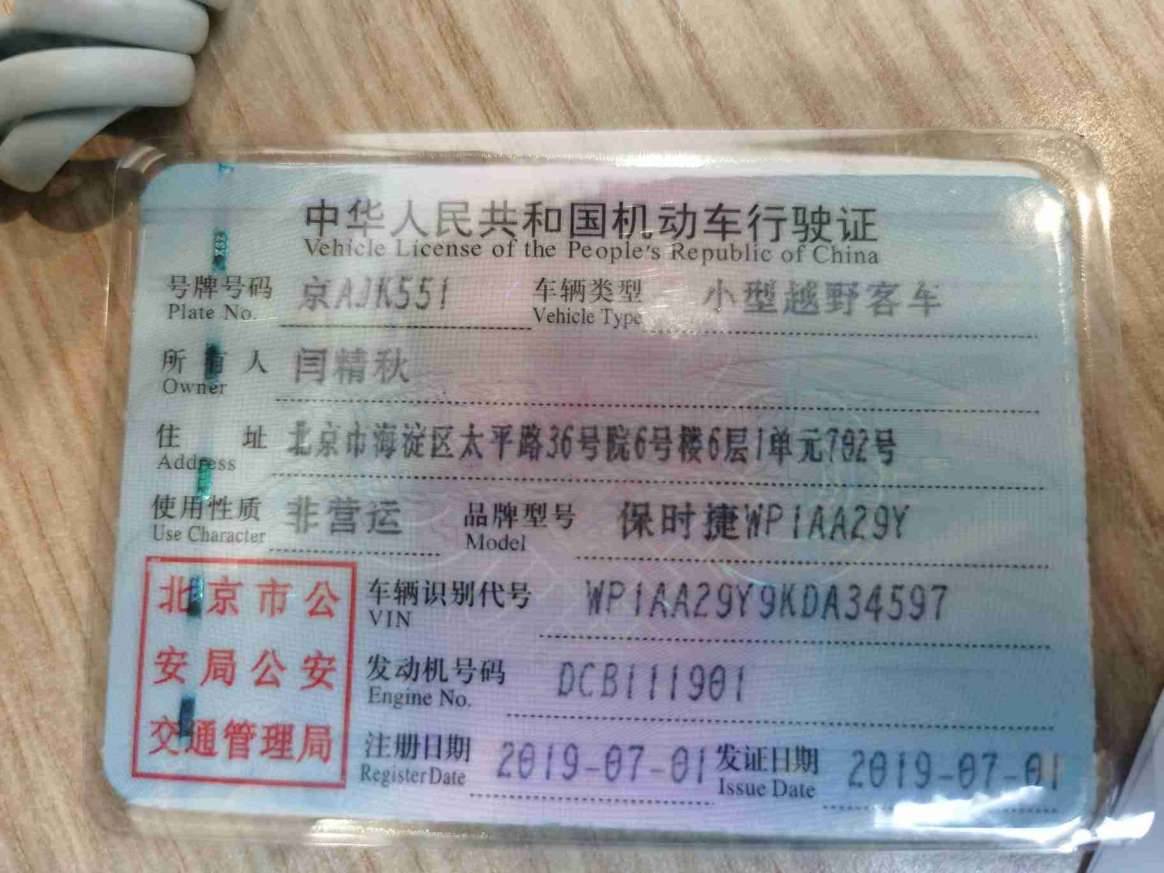 中华人民共和国机动车行驶证
Vehicle License of the People's Republic of China
号牌号码 京AJK551 车辆类型 小型越野客车
Plate No. Vehicle Type
所有人 闫精秋
Owner
住址 北京市海淀区太平路36号院6号楼6层1单元702号
Address
使用性质 非营运 品牌型号 保时捷WP1AA29Y
Use Character Model
北京市公
安局公安
交通管理局
车辆识别代号 WP1AA29Y9KDA34597
VIN
发动机号码 DCB111901
Engine No.
注册日期 2019-07-01 发证日期 2019-07-01
Register Date Issue Date